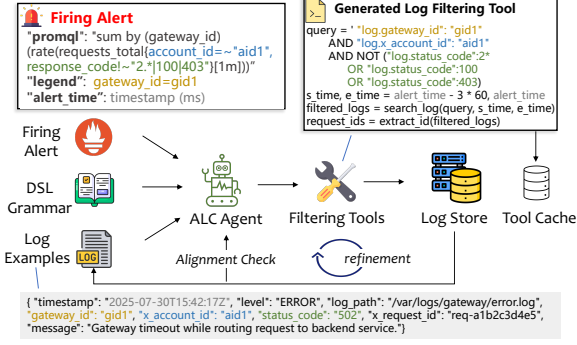 Firing Alert
"promql": "sum by (gateway_id)
(rate(requests_total{account_id=~"aid1",
response_code!~"2.*|100|403"}[1m]))"
"legend": gateway_id=gid1
"alert_time": timestamp (ms)
Generated Log Filtering Tool
query = ' "log.gateway_id": "gid1"
AND "log.x_account_id": "aid1"
AND NOT ("log.status_code":2*
OR "log.status_code":100
OR "log.status_code":403)
s_time, e_time = alert_time - 3 * 60, alert_time
filtered_logs = search_log(query, s_time, e_time)
request_ids = extract_id(filtered_logs)
Firing
Alert
DSL
Grammar
Log
Examples
LOG
ALC Agent
Filtering Tools
Log Store
Tool Cache
Alignment Check
refinement
{ "timestamp": "2025-07-30T15:42:17Z", "level": "ERROR", "log_path": "/var/logs/gateway/error.log",
"gateway_id": "gid1", "x_account_id": "aid1", "status_code": "502", "x_request_id": "req-a1b2c3d4e5",
"message": "Gateway timeout while routing request to backend service."}